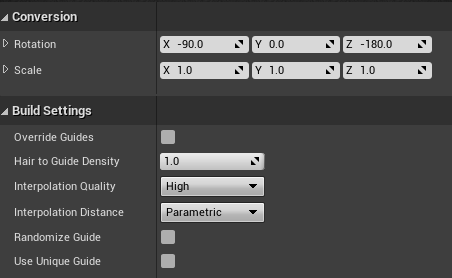 Conversion
Rotation X -90.0 Y 0.0 Z -180.0
Scale X 1.0 Y 1.0 Z 1.0
Build Settings
Override Guides
Hair to Guide Density 1.0
Interpolation Quality High
Interpolation Distance Parametric
Randomize Guide
Use Unique Guide